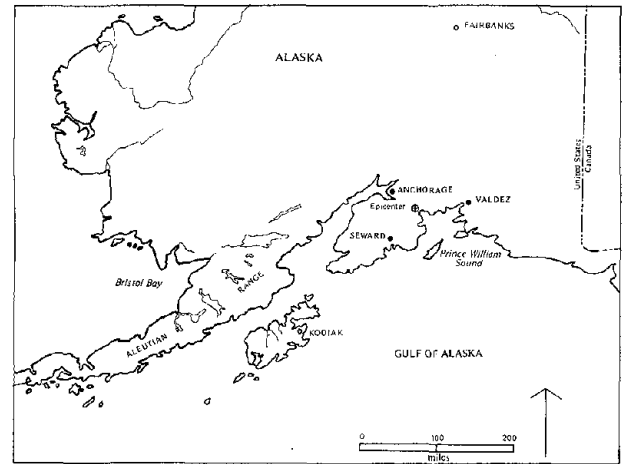 FAIRBANKS
ALASKA
United States
Canada
ANCHORAGE
VALDEZ
Epicenter
SEWARD
Prince William
Sound
Bristol Bay
RANGE
ALEUTIAN
KODIAK
GULF OF ALASKA
0 100 200
miles